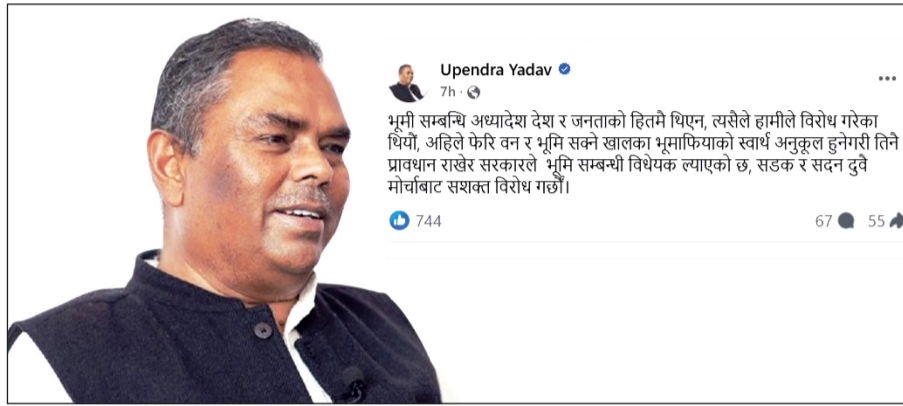 Upendra Yadav
7h
भूमी सम्बन्धि अध्यादेश देश र जनताको हितमै थिएन, त्यसैले हामीले विरोध गरेका
थियौं, अहिले फेरि वन र भूमि सक्ने खालका भूमाफियाको स्वार्थ अनुकूल हुनेगरी तिनै
प्रावधान राखेर सरकारले भूमि सम्बन्धी विधेयक ल्याएको छ, सडक र सदन दुवै
मोर्चाबाट सशक्त विरोध गर्छौं।
744 67 55